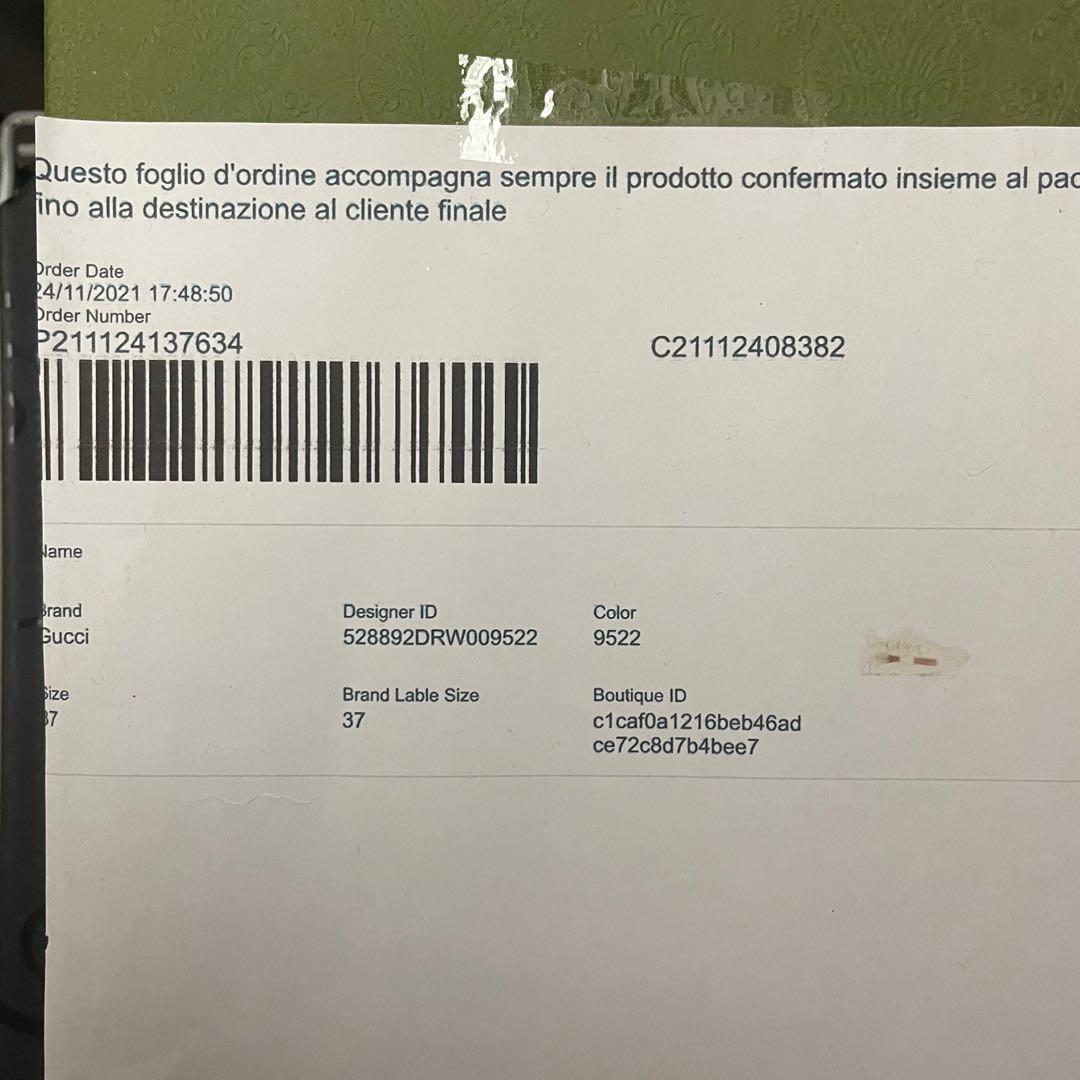 Questo foglio d'ordine accompagna sempre il prodotto confermato insieme al
fino alla destinazione al cliente finale
Order Date
24/11/2021 17:48:50
Order Number
P211124137634
C21112408382
Name
Brand
Designer ID
Color
Gucci
528892DRW009522
9522
Size
Brand Lable Size
Boutique ID
37
37
c1caf0a1216beb46ad
ce72c8d7b4bee7